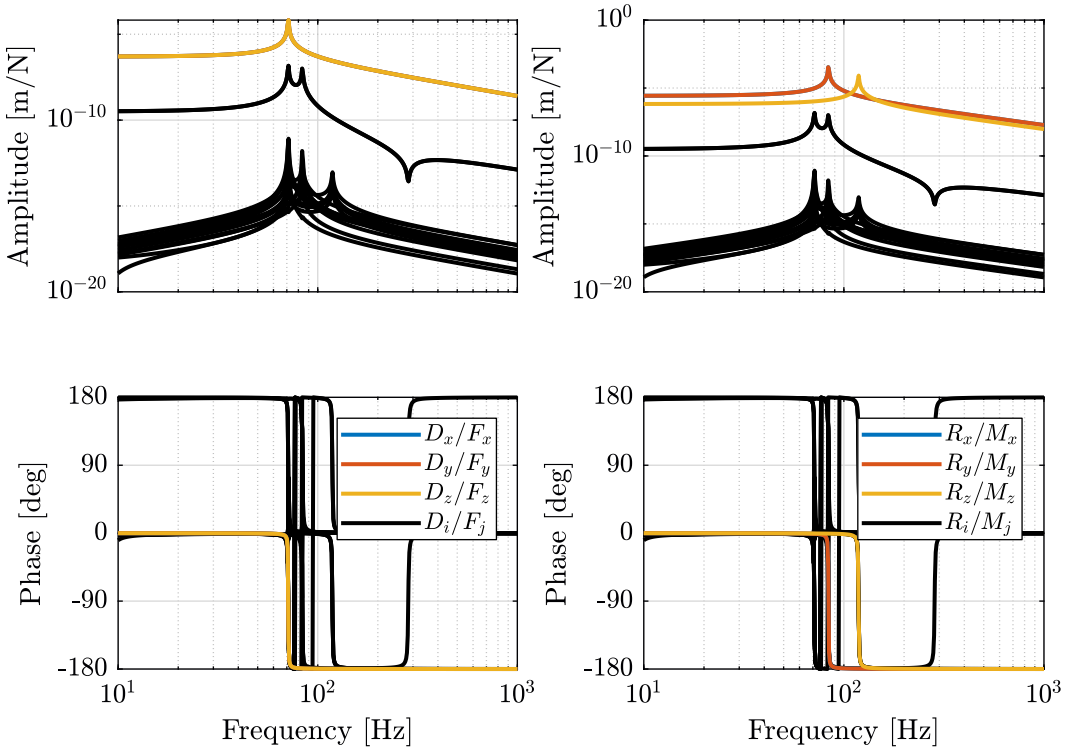 Amplitude [m/N]
10^{-10}
10^{-20}
Amplitude [m/N]
10^{0}
10^{-10}
10^{-20}
Phase [deg]
180
90
0
-90
-180
10^{1}
10^{2}
10^{3}
Frequency [Hz]
D_x/F_x
D_y/F_y
D_z/F_z
D_i/F_j
Phase [deg]
180
90
0
-90
-180
10^{1}
10^{2}
10^{3}
Frequency [Hz]
R_x/M_x
R_y/M_y
R_z/M_z
R_i/M_j